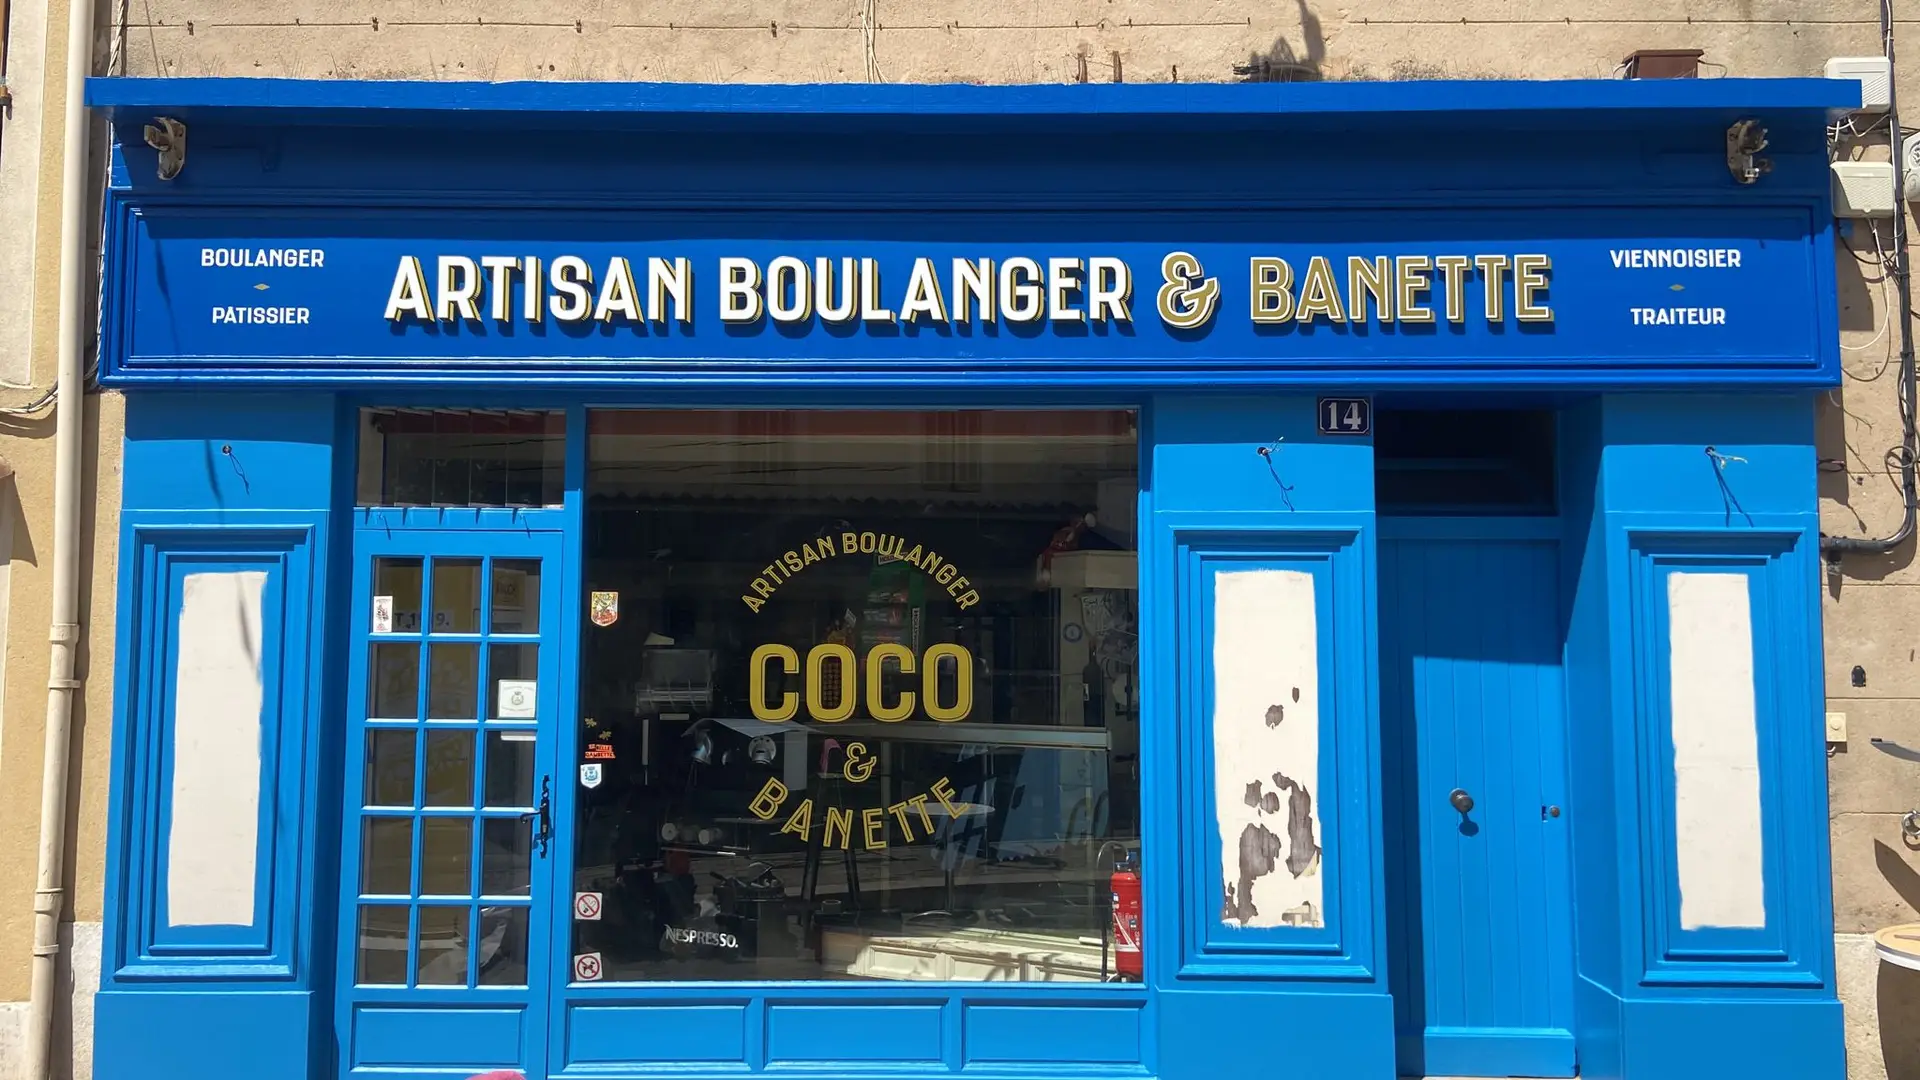 BOULANGER
PATISSIER
ARTISAN BOULANGER & BANETTE
VIENNOISIER
TRAITEUR
14
ARTISAN BOULANGER
COCO
&
BANETTE
NESPRESSO.